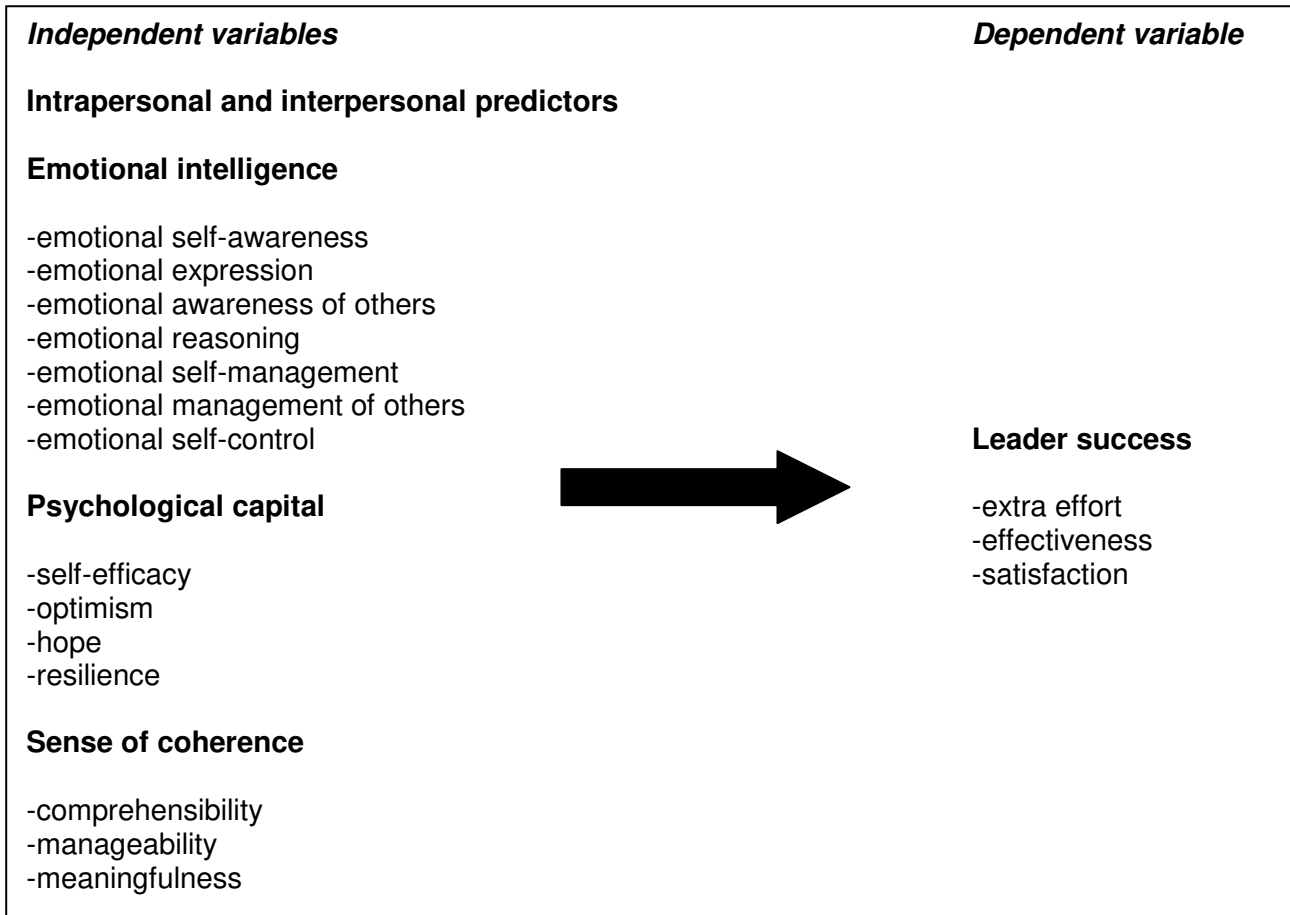 Independent variables
Dependent variable
Intrapersonal and interpersonal predictors
Emotional intelligence
-emotional self-awareness
-emotional expression
-emotional awareness of others
-emotional reasoning
-emotional self-management
-emotional management of others
-emotional self-control
Psychological capital
-self-efficacy
-optimism
-hope
-resilience
Sense of coherence
-comprehensibility
-manageability
-meaningfulness
Leader success
-extra effort
-effectiveness
-satisfaction